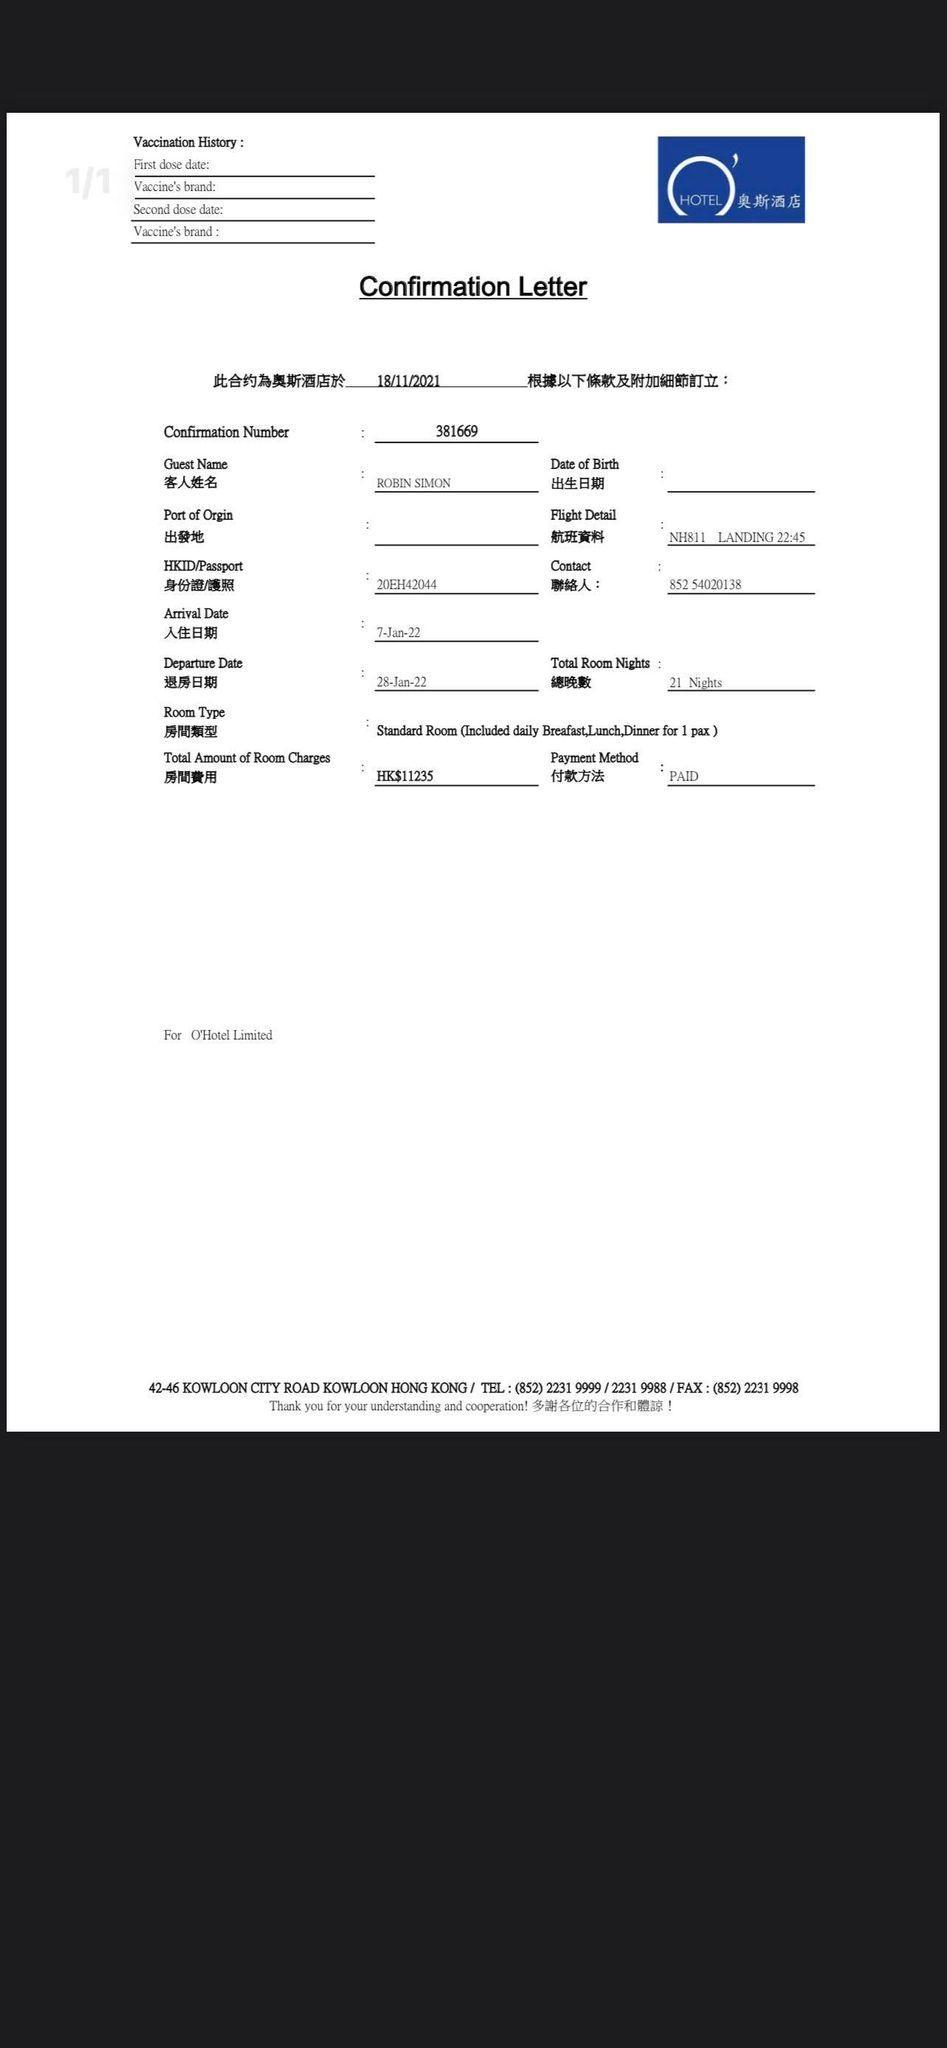 Vaccination History :
First dose date:
1/1
Vaccine's brand:
Second dose date:
Vaccine's brand :
O'
HOTEL 奥斯酒店
Confirmation Letter
此合约為奧斯酒店於 18/11/2021 根據以下條款及附加細節訂立：
Confirmation Number : 381669
Guest Name Date of Birth
客人姓名 : ROBIN SIMON 出生日期 :
Port of Orgin Flight Detail
出發地 : 航班資料 : NH811 LANDING 22:45
HKID/Passport Contact :
身份證/護照 : 20EH42044 聯絡人： 852 54020138
Arrival Date
入住日期 : 7-Jan-22
Departure Date Total Room Nights :
退房日期 : 28-Jan-22 總晚數 21 Nights
Room Type
房間類型 : Standard Room (Included daily Breafast,Lunch,Dinner for 1 pax )
Total Amount of Room Charges Payment Method
房間費用 : HK$11235 付款方法 : PAID
For O'Hotel Limited
42-46 KOWLOON CITY ROAD KOWLOON HONG KONG / TEL : (852) 2231 9999 / 2231 9988 / FAX : (852) 2231 9998
Thank you for your understanding and cooperation! 多謝各位的合作和體諒！